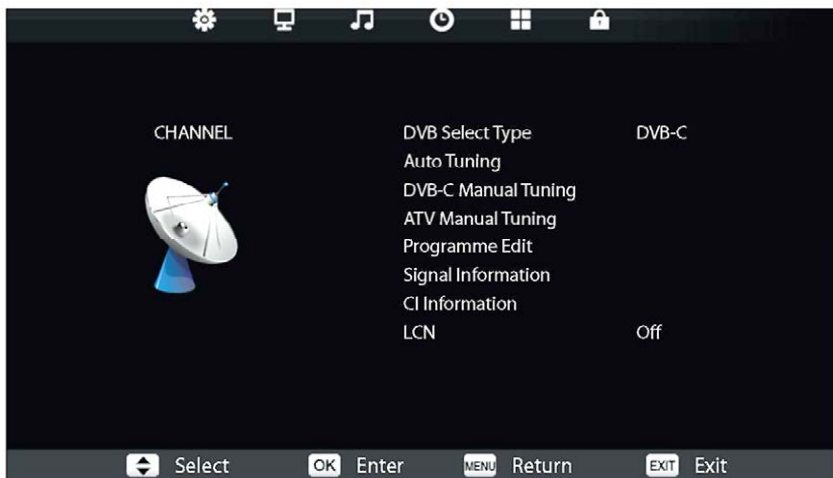 CHANNEL
DVB Select Type DVB-C
Auto Tuning
DVB-C Manual Tuning
ATV Manual Tuning
Programme Edit
Signal Information
CI Information
LCN Off
Select OK Enter MENU Return EXIT Exit